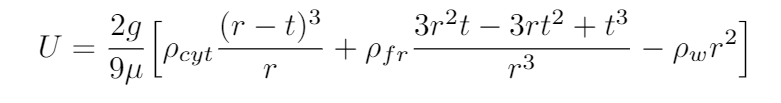 U = \frac{2g}{9\mu}\left[\rho_{cyt}\frac{(r-t)^3}{r} + \rho_{fr}\frac{3r^2t - 3rt^2 + t^3}{r^3} - \rho_w r^2\right]